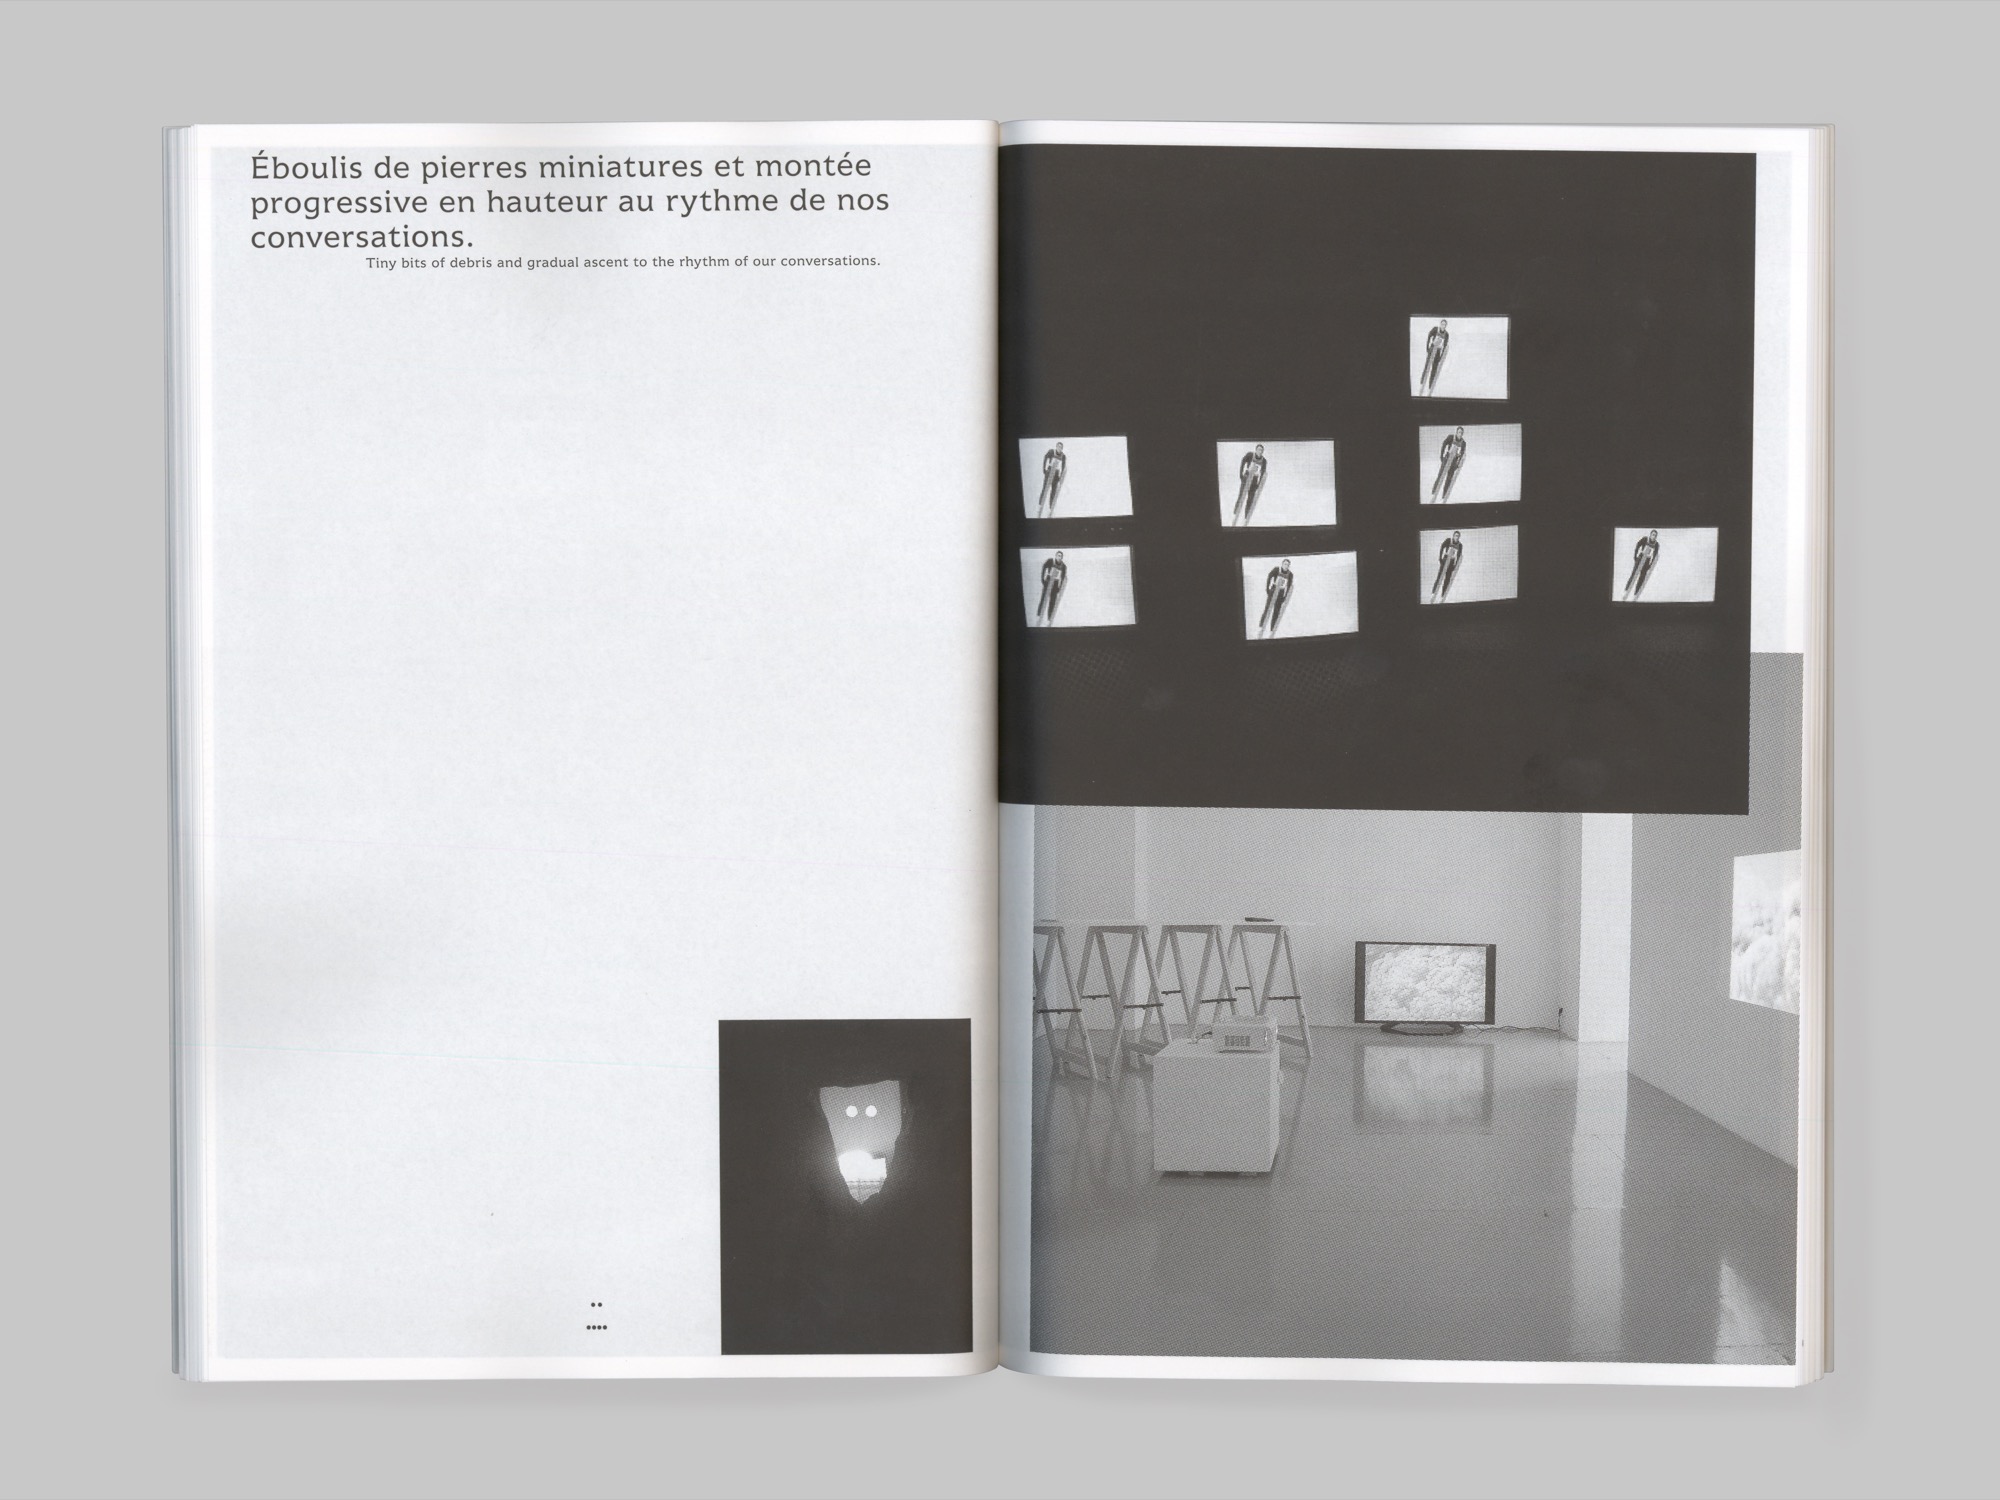 Éboulis de pierres miniatures et montée
progressive en hauteur au rythme de nos
conversations.
Tiny bits of debris and gradual ascent to the rhythm of our conversations.